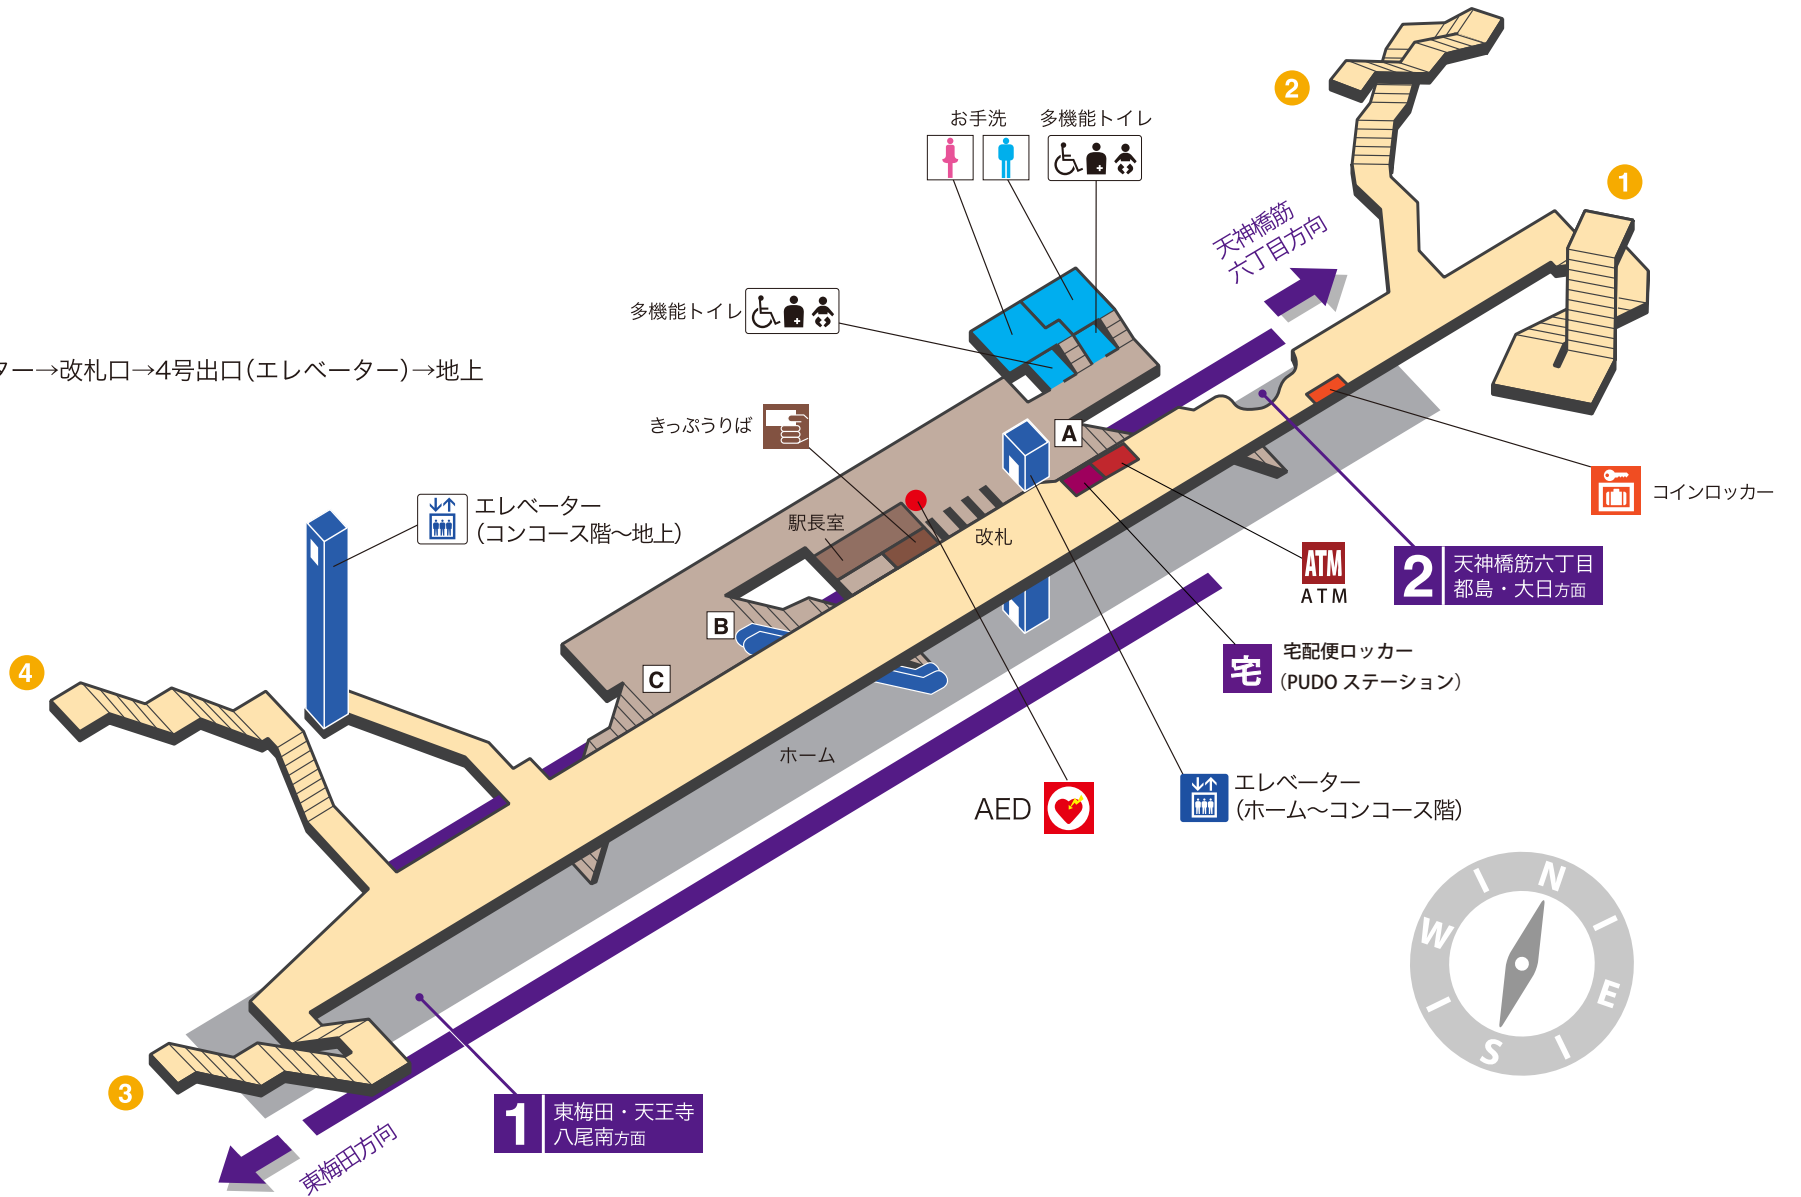 2
お手洗
多機能トイレ
1
天神橋筋
六丁目方向
多機能トイレ
ター→改札口→4号出口(エレベーター)→地上
きっぷうりば
A
エレベーター
(コンコース階〜地上)
駅長室
改札
コインロッカー
ATM
ATM
2
天神橋筋六丁目
都島・大日方面
B
宅
宅配便ロッカー
(PUDO ステーション)
4
C
ホーム
AED
エレベーター
(ホーム〜コンコース階)
3
1
東梅田・天王寺
八尾南方面
東梅田方向
N
W
E
S